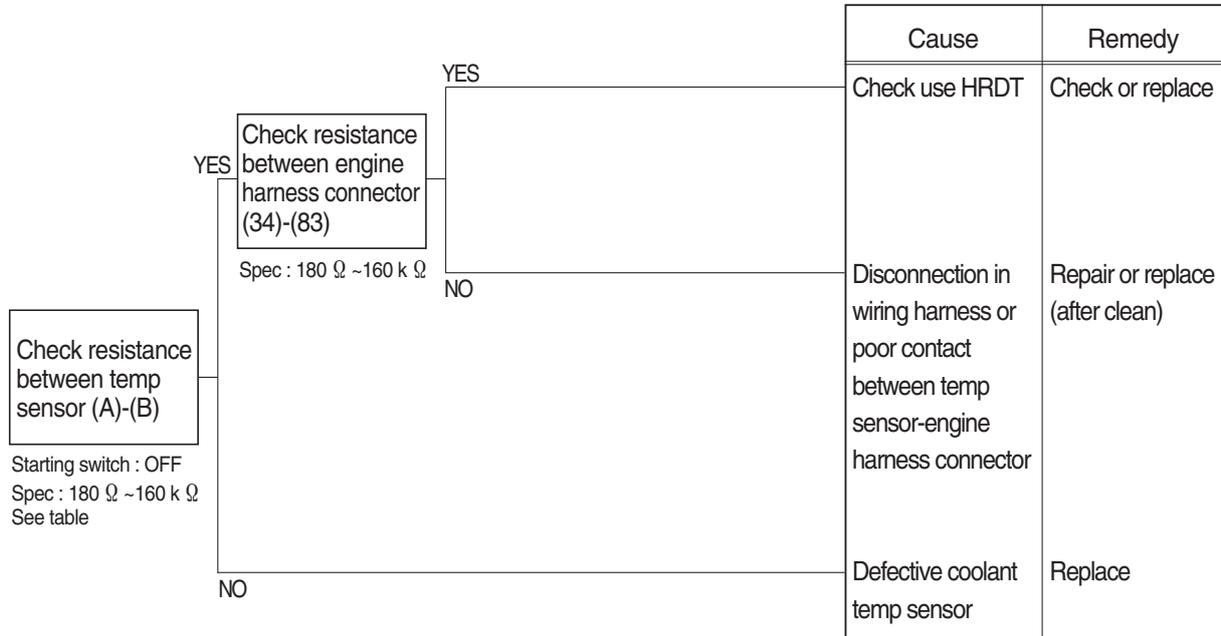 Cause
Remedy
YES
Check use HRDT
Check or replace
Check resistance
between engine
harness connector
(34)-(83)
YES
Spec : 180 Ω ~160 k Ω
NO
Disconnection in
wiring harness or
poor contact
between temp
sensor-engine
harness connector
Repair or replace
(after clean)
Check resistance
between temp
sensor (A)-(B)
Starting switch : OFF
Spec : 180 Ω ~160 k Ω
See table
NO
Defective coolant
temp sensor
Replace